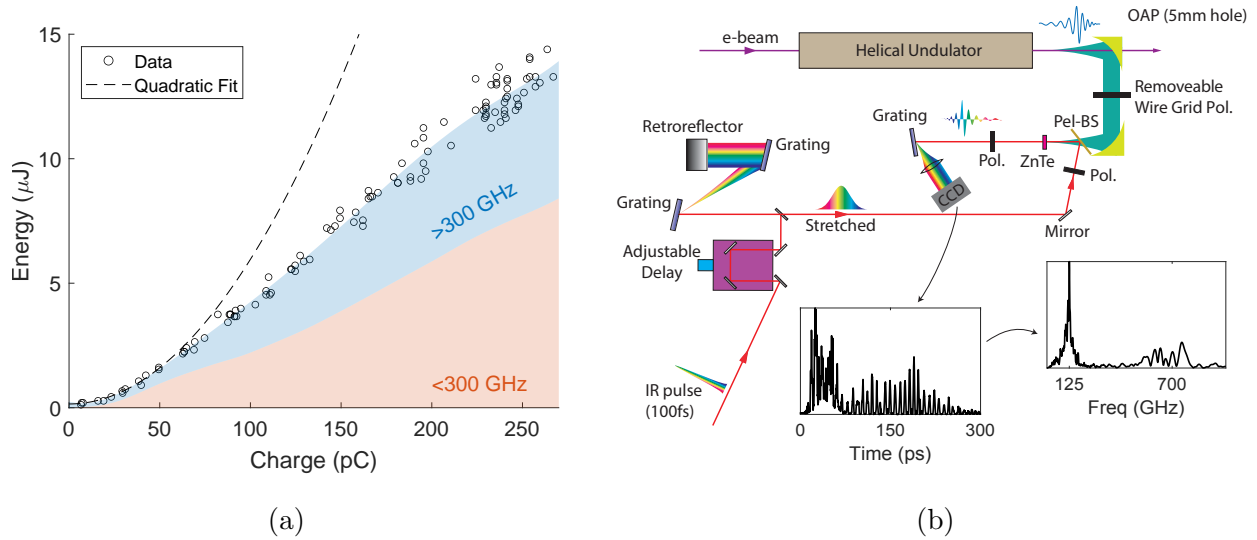 15
10
5
0
Energy (μJ)
Data
Quadratic Fit
>300 GHz
<300 GHz
0
50
100
150
200
250
Charge (pC)
(a)
e-beam
Helical Undulator
OAP (5mm hole)
Removeable
Wire Grid Pol.
Pel-BS
Grating
Retroreflector
Grating
Pol.
ZnTe
Pol.
CCD
Grating
Stretched
Mirror
Adjustable
Delay
IR pulse
(100fs)
0
150
300
Time (ps)
125
700
Freq (GHz)
(b)